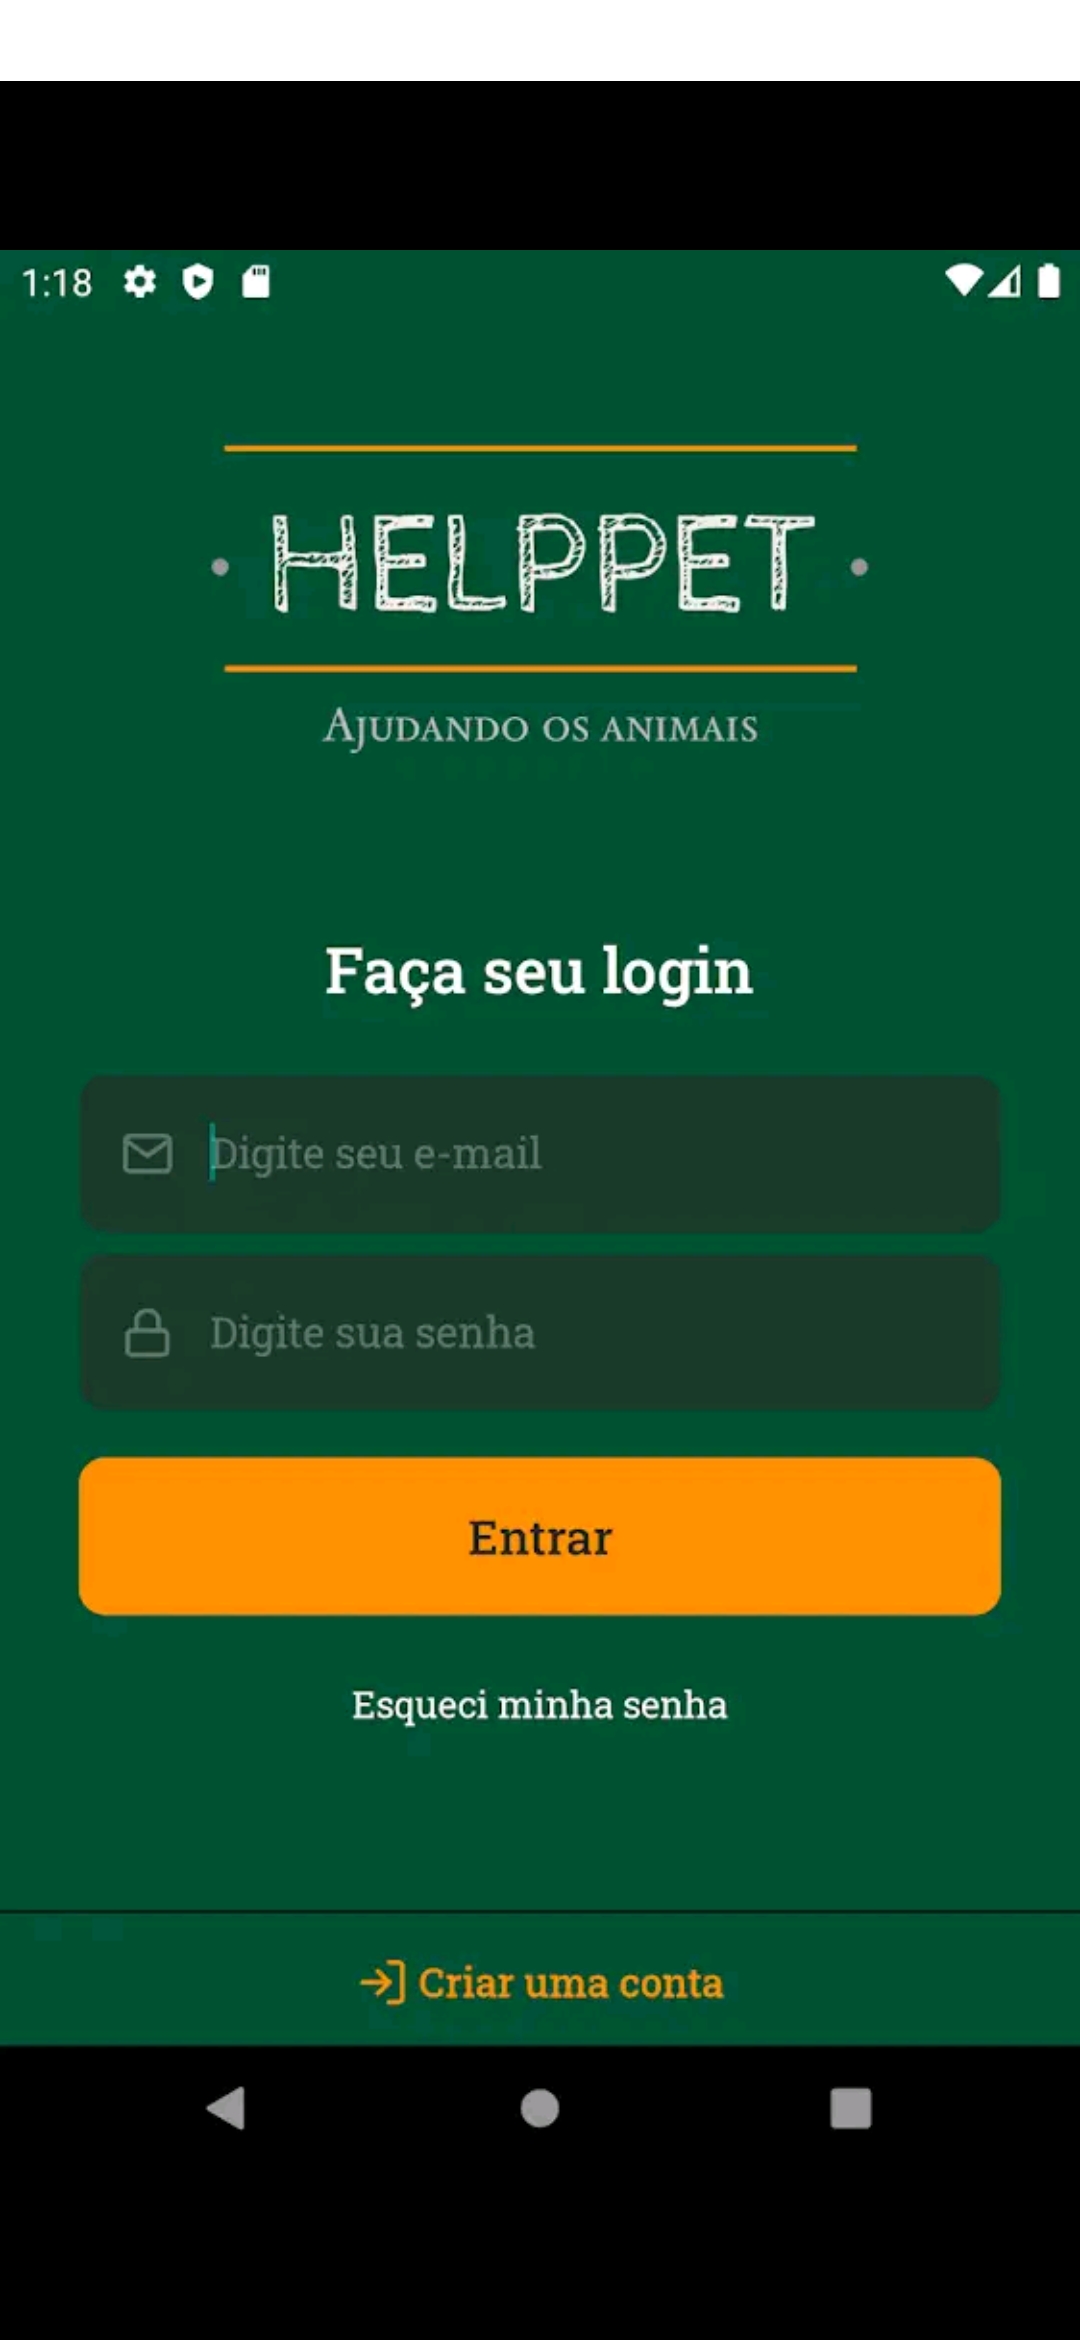 1:18
HELPPET
Ajudando os animais
Faça seu login
Digite seu e-mail
Digite sua senha
Entrar
Esqueci minha senha
Criar uma conta